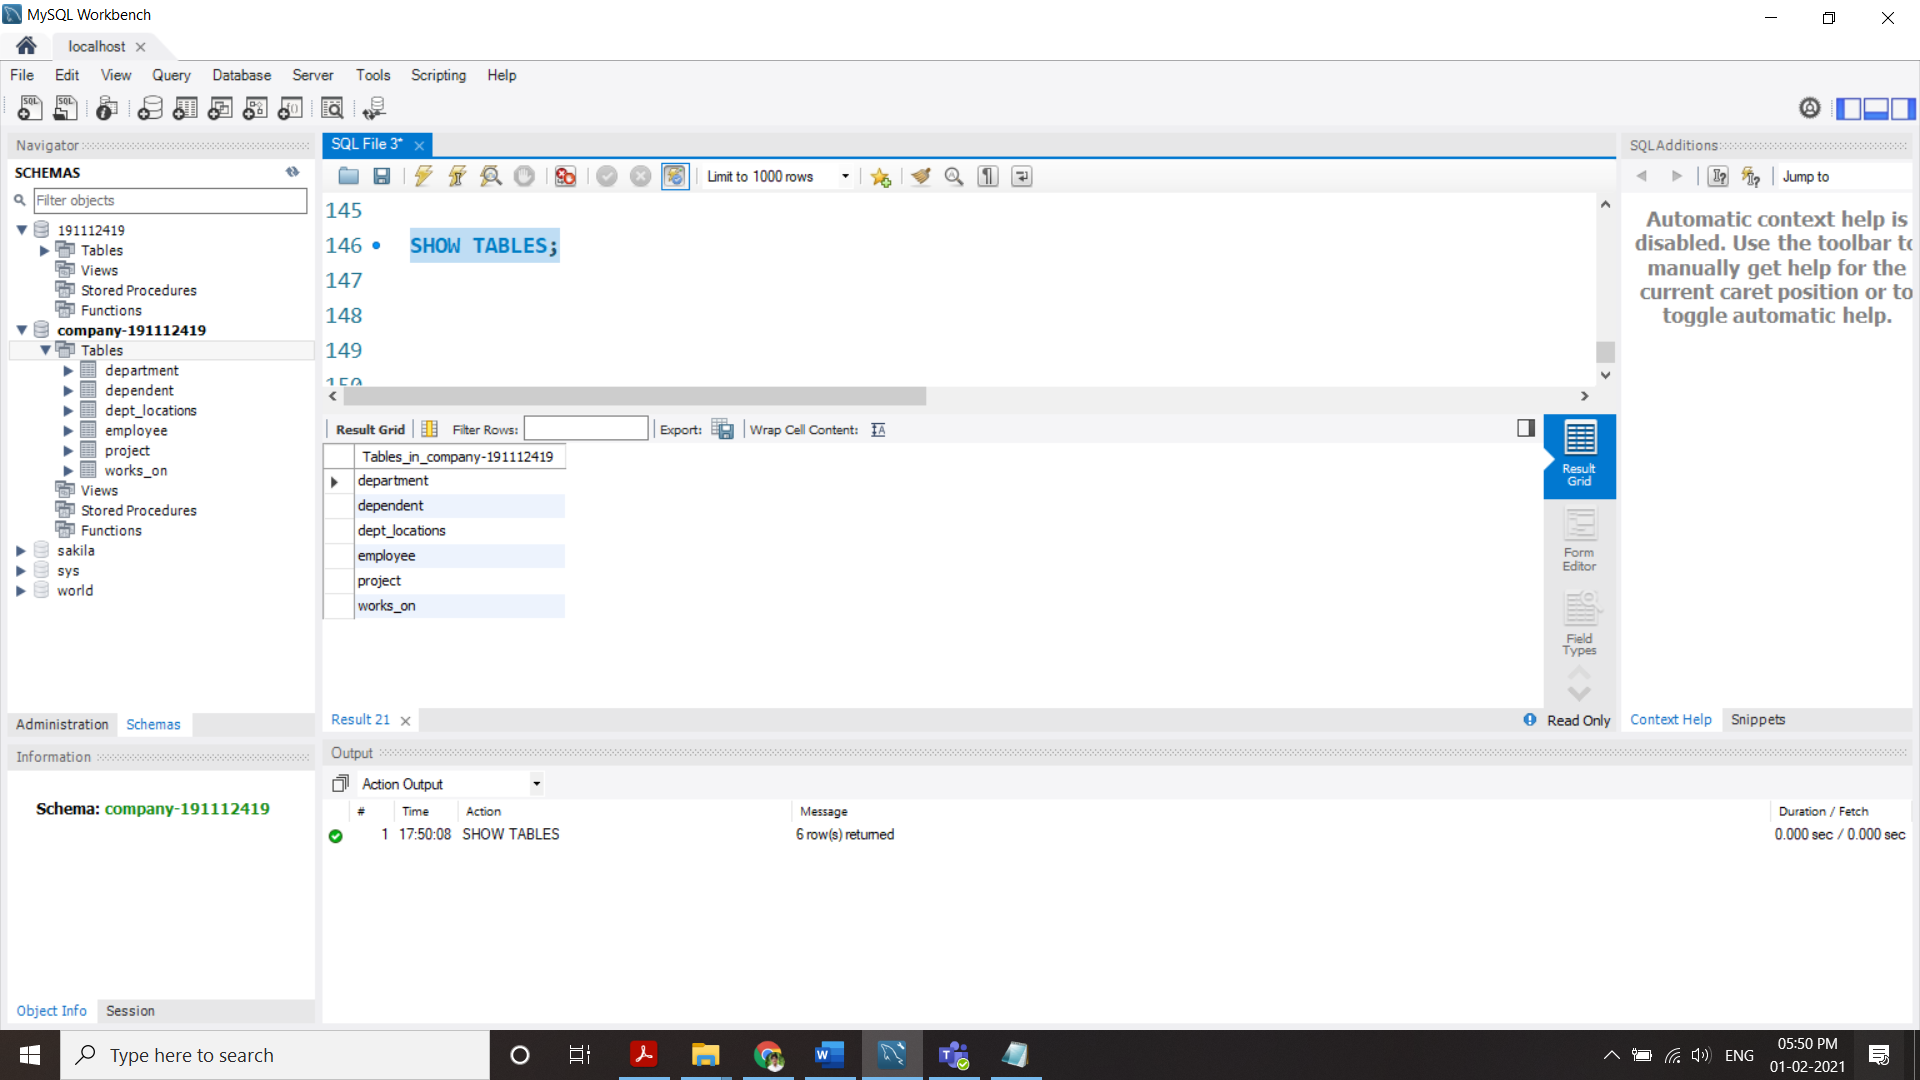 MySQL Workbench
localhost
File Edit View Query Database Server Tools Scripting Help
Navigator
SCHEMAS
Filter objects
191112419
Tables
Views
Stored Procedures
Functions
company-191112419
Tables
department
dependent
dept_locations
employee
project
works_on
Views
Stored Procedures
Functions
sakila
sys
world
Administration Schemas
Information
Schema: company-191112419
Object Info Session
SQL File 3*
Limit to 1000 rows
145
146 SHOW TABLES;
147
148
149
150
Result Grid Filter Rows: Export: Wrap Cell Content:
Tables_in_company-191112419
department
dependent
dept_locations
employee
project
works_on
Result
Grid
Form
Editor
Field
Types
Result 21
Read Only
SQLAdditions
Jump to
Automatic context help is
disabled. Use the toolbar to
manually get help for the
current caret position or to
toggle automatic help.
Context Help Snippets
Output
Action Output
# Time Action Message Duration / Fetch
1 17:50:08 SHOW TABLES 6 row(s) returned 0.000 sec / 0.000 sec
Type here to search
ENG
05:50 PM
01-02-2021